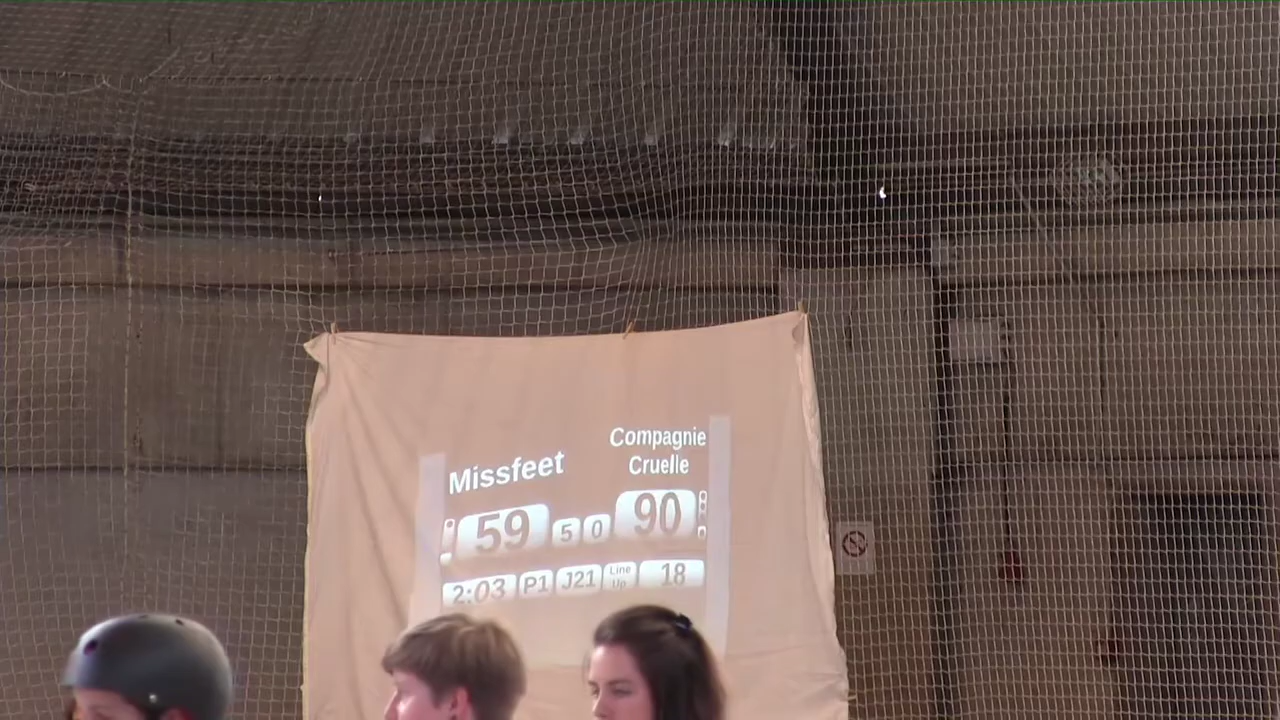 Missfeet
Compagnie
Cruelle
59 5 0 90
2:03 P1 J21 Line Up 18